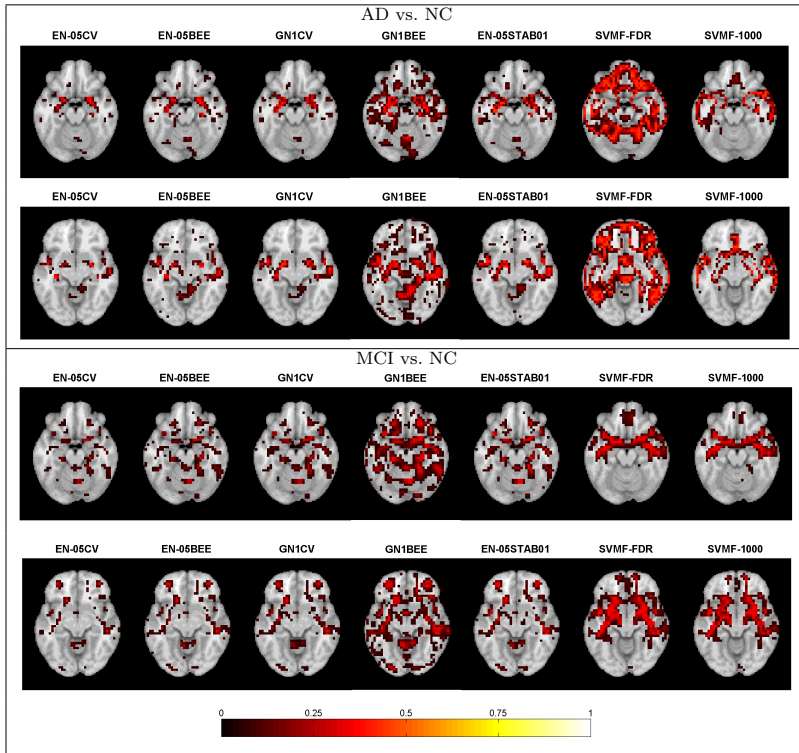 AD vs. NC
EN-05CV EN-05BEE GN1CV GN1BEE EN-05STAB01 SVMF-FDR SVMF-1000
EN-05CV EN-05BEE GN1CV GN1BEE EN-05STAB01 SVMF-FDR SVMF-1000
MCI vs. NC
EN-05CV EN-05BEE GN1CV GN1BEE EN-05STAB01 SVMF-FDR SVMF-1000
EN-05CV EN-05BEE GN1CV GN1BEE EN-05STAB01 SVMF-FDR SVMF-1000
0 0.25 0.5 0.75 1